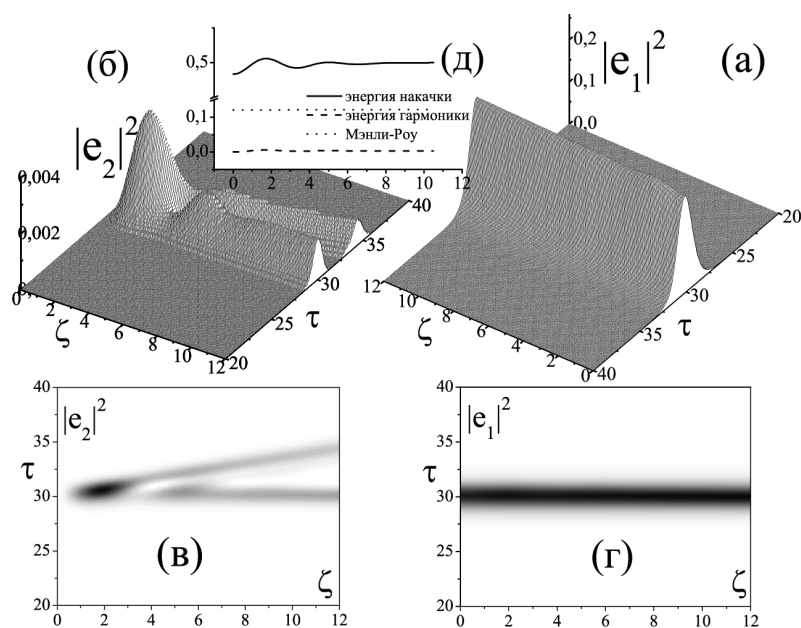 (б)
|e₂|²
0,004
0,002
0
2
4
6
8
10
12
ζ
20
25
30
35
40
τ
(д)
0,5
0,1
0,0
0 2 4 6 8 10 12
энергия накачки
энергия гармоники
Мэнли-Роу
(а)
|e₁|²
0,2
0,1
0,0
12
10
8
6
4
2
0
ζ
40
35
30
25
20
τ
(в)
|e₂|²
40
35
30
25
20
τ
0 2 4 6 8 10 12
ζ
(г)
|e₁|²
40
35
30
25
20
τ
0 2 4 6 8 10 12
ζ